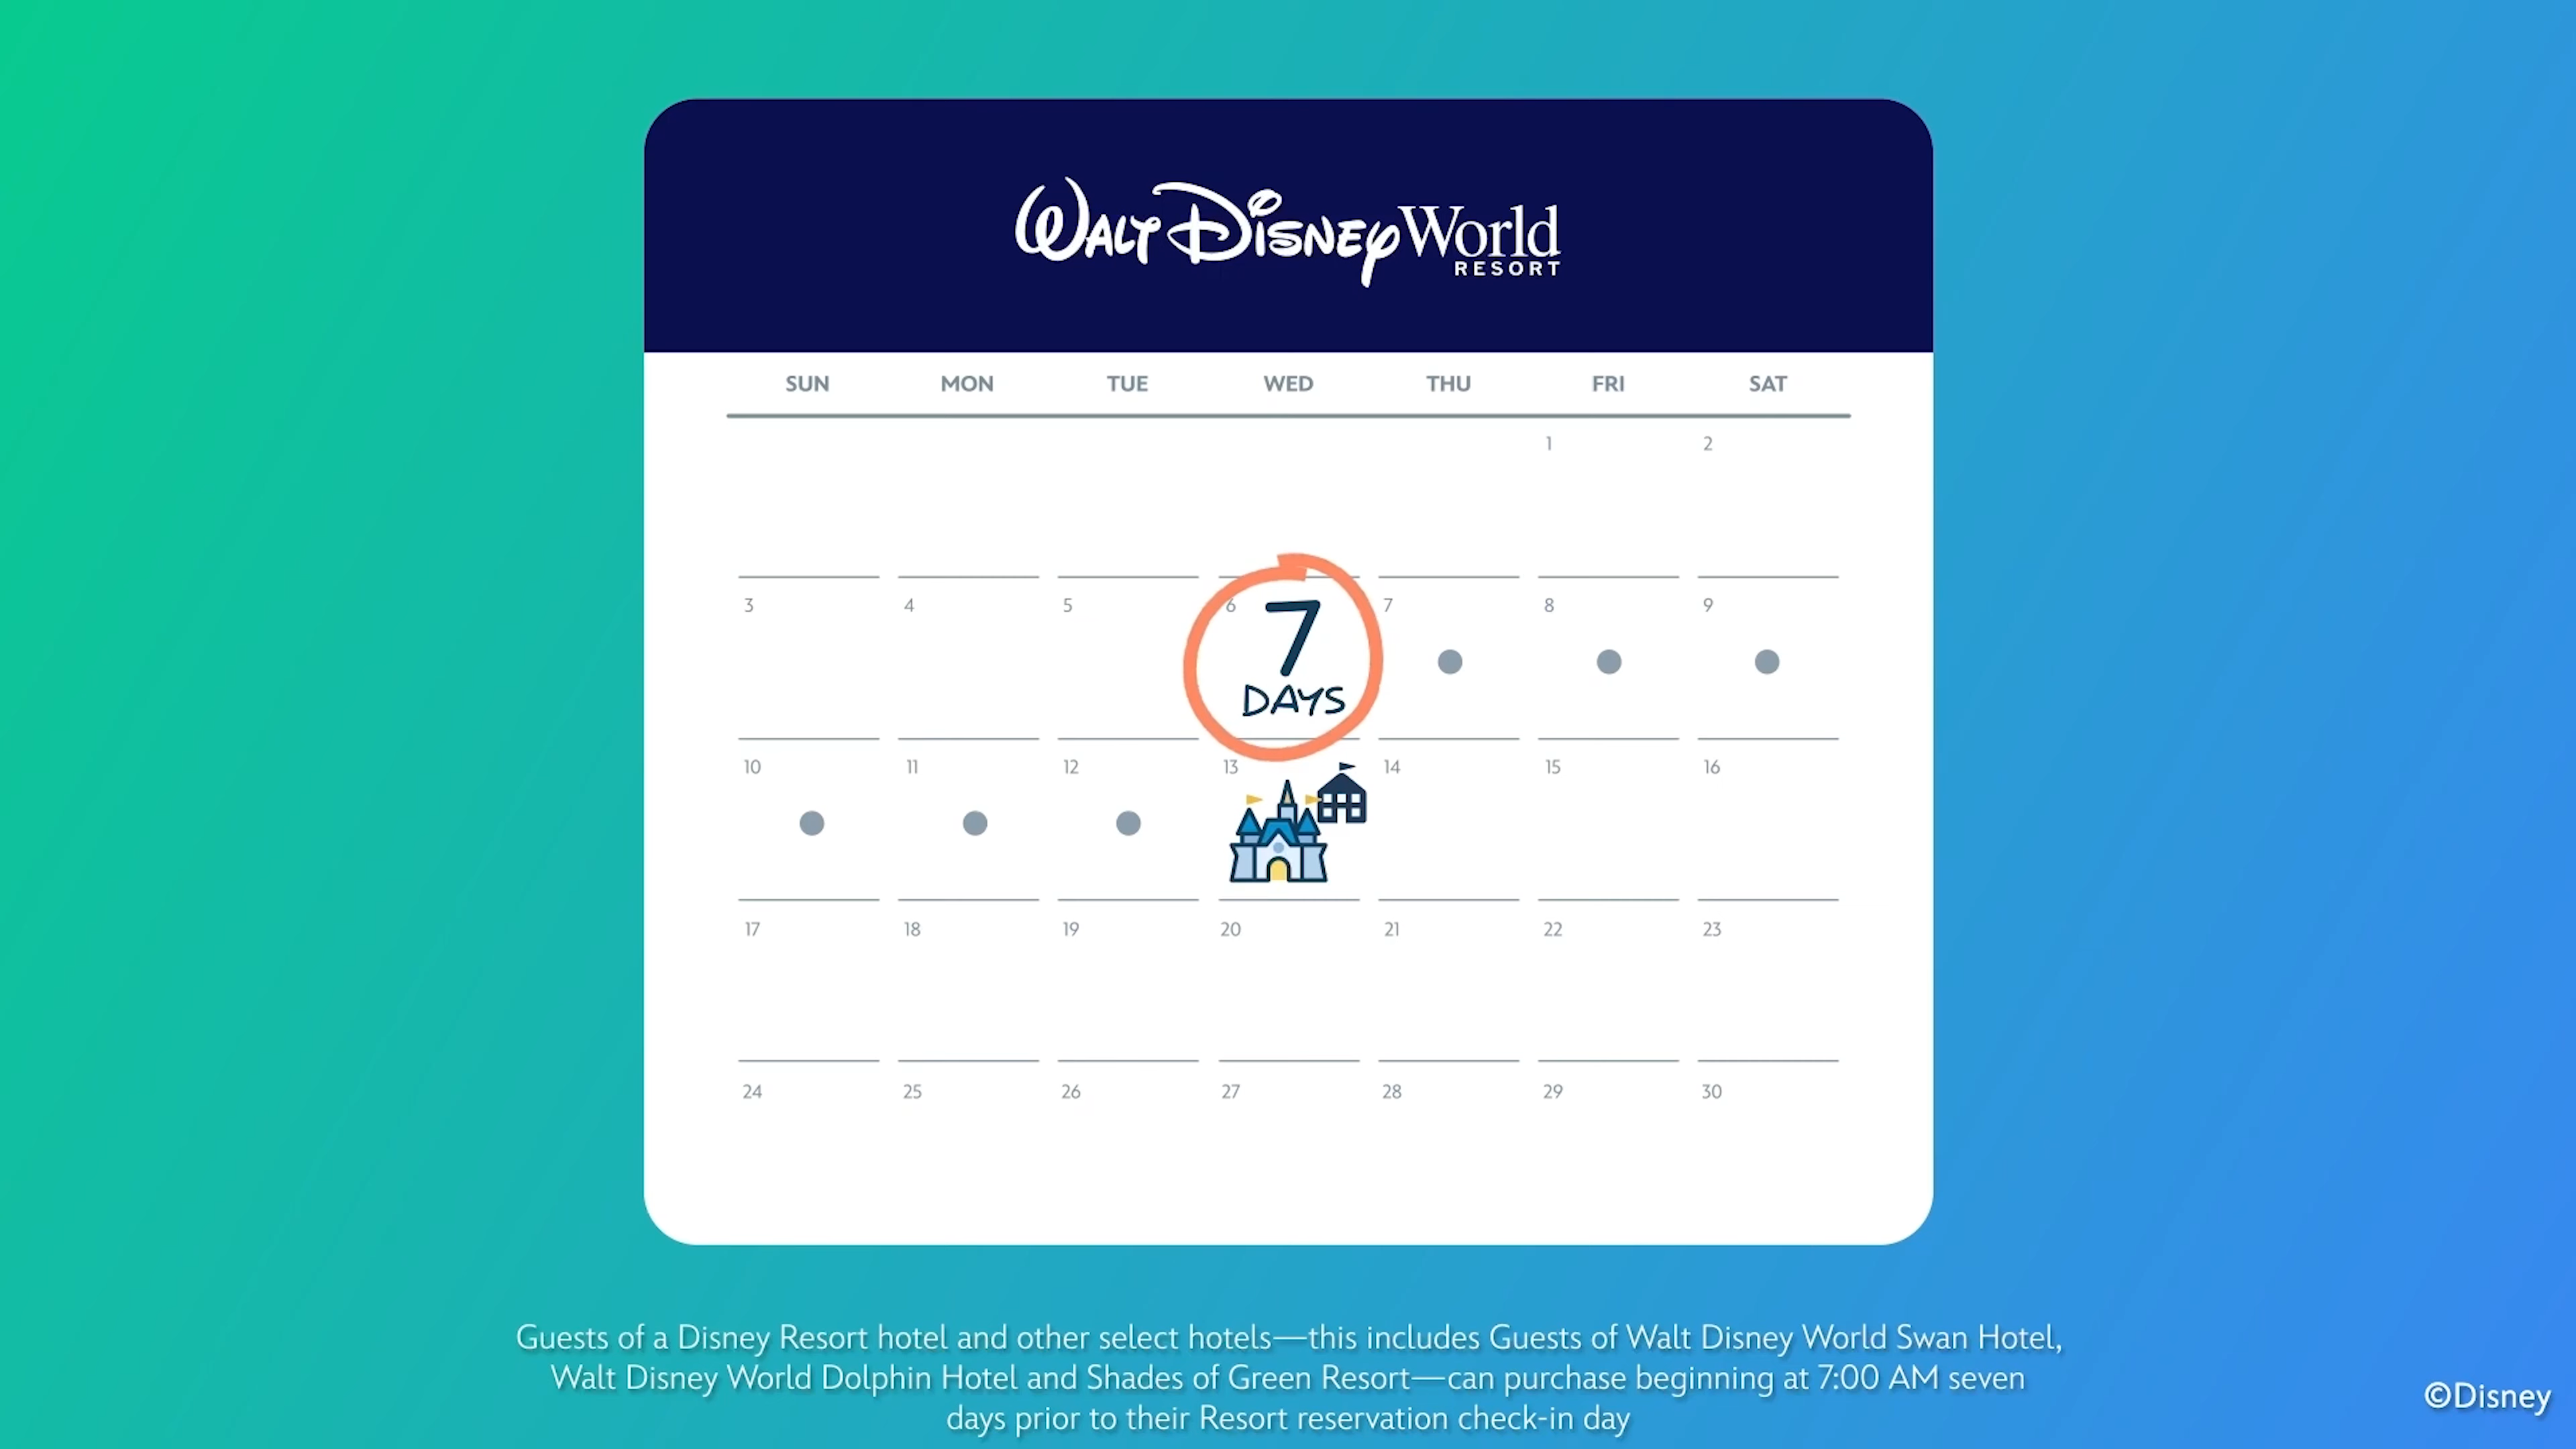 WALT DISNEY World
RESORT
SUN MON TUE WED THU FRI SAT
1 2
3 4 5 6 7 8 9
7
DAYS
10 11 12 13 14 15 16
17 18 19 20 21 22 23
24 25 26 27 28 29 30
Guests of a Disney Resort hotel and other select hotels—this includes Guests of Walt Disney World Swan Hotel,
Walt Disney World Dolphin Hotel and Shades of Green Resort—can purchase beginning at 7:00 AM seven
days prior to their Resort reservation check-in day
©Disney